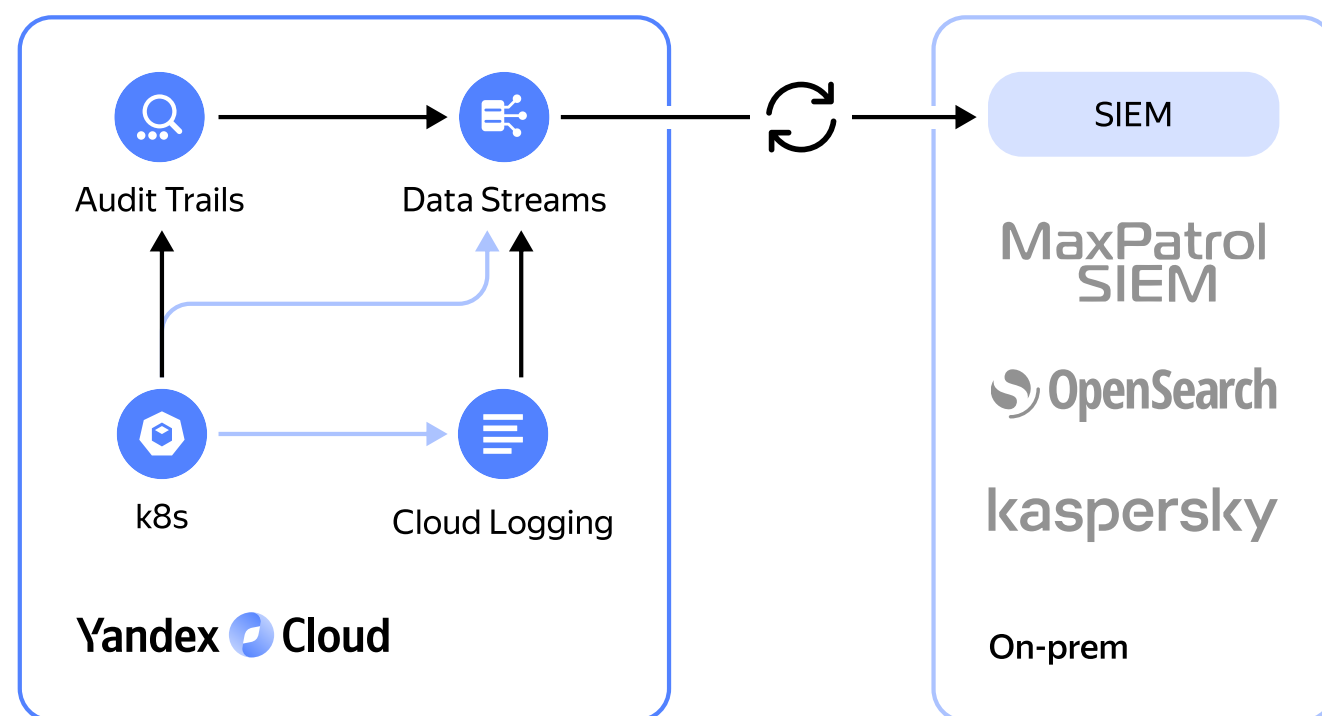 Audit Trails
Data Streams
k8s
Cloud Logging
Yandex Cloud
SIEM
MaxPatrol
SIEM
OpenSearch
kaspersky
On-prem